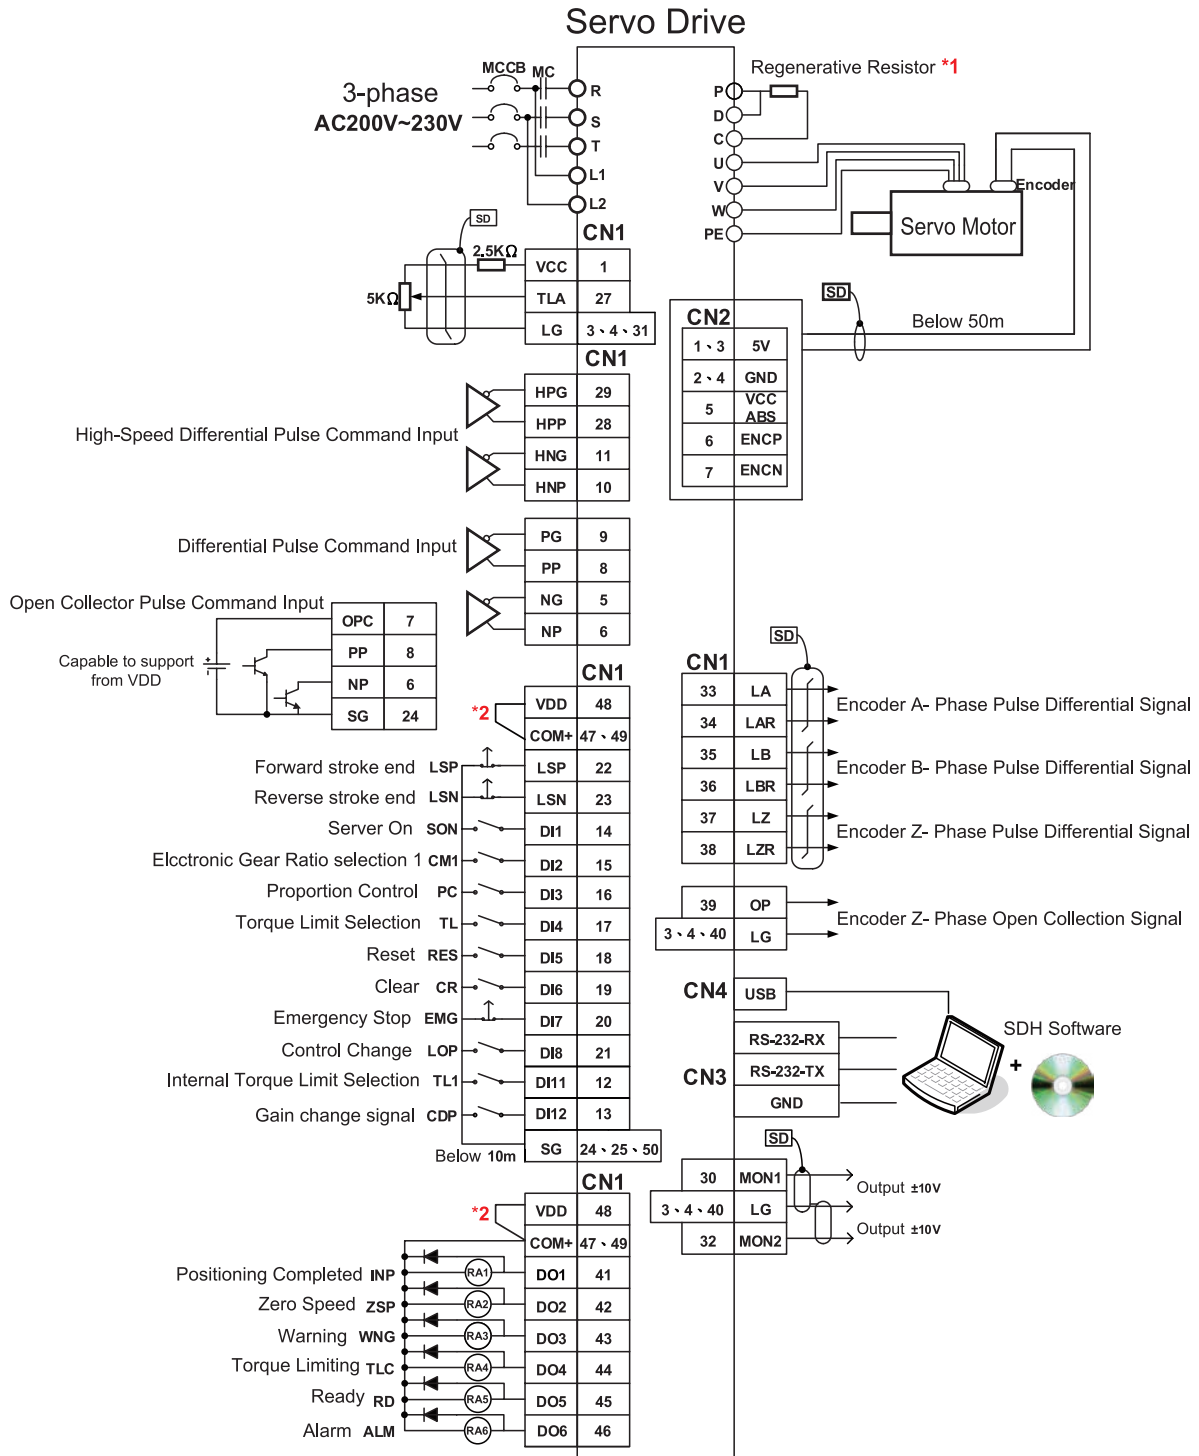 Servo Drive
3-phase
AC200V~230V
MCCB
MC
R
S
T
L1
L2
Regenerative Resistor *1
P
D
C
U
V
W
PE
Encoder
Servo Motor
SD
2.5KΩ
5KΩ
CN1
VCC 1
TLA 27
LG 3、4、31
SD
Below 50m
CN2
1、3 5V
2、4 GND
5 VCC ABS
6 ENCP
7 ENCN
CN1
High-Speed Differential Pulse Command Input
HPG 29
HPP 28
HNG 11
HNP 10
Differential Pulse Command Input
PG 9
PP 8
NG 5
NP 6
Open Collector Pulse Command Input
Capable to support
from VDD
+
-
OPC 7
PP 8
NP 6
SG 24
CN1
*2
VDD 48
COM+ 47、49
Forward stroke end LSP LSP 22
Reverse stroke end LSN LSN 23
Server On SON DI1 14
Elcctronic Gear Ratio selection 1 CM1 DI2 15
Proportion Control PC DI3 16
Torque Limit Selection TL DI4 17
Reset RES DI5 18
Clear CR DI6 19
Emergency Stop EMG DI7 20
Control Change LOP DI8 21
Internal Torque Limit Selection TL1 DI11 12
Gain change signal CDP DI12 13
Below 10m SG 24、25、50
CN1
*2
VDD 48
COM+ 47、49
Positioning Completed INP RA1 DO1 41
Zero Speed ZSP RA2 DO2 42
Warning WNG RA3 DO3 43
Torque Limiting TLC RA4 DO4 44
Ready RD RA5 DO5 45
Alarm ALM RA6 DO6 46
SD
CN1
33 LA
34 LAR
Encoder A- Phase Pulse Differential Signal
35 LB
36 LBR
Encoder B- Phase Pulse Differential Signal
37 LZ
38 LZR
Encoder Z- Phase Pulse Differential Signal
39 OP
3、4、40 LG
Encoder Z- Phase Open Collection Signal
CN4 USB
SDH Software
+
CN3
RS-232-RX
RS-232-TX
GND
SD
30 MON1
Output ±10V
3、4、40 LG
32 MON2
Output ±10V